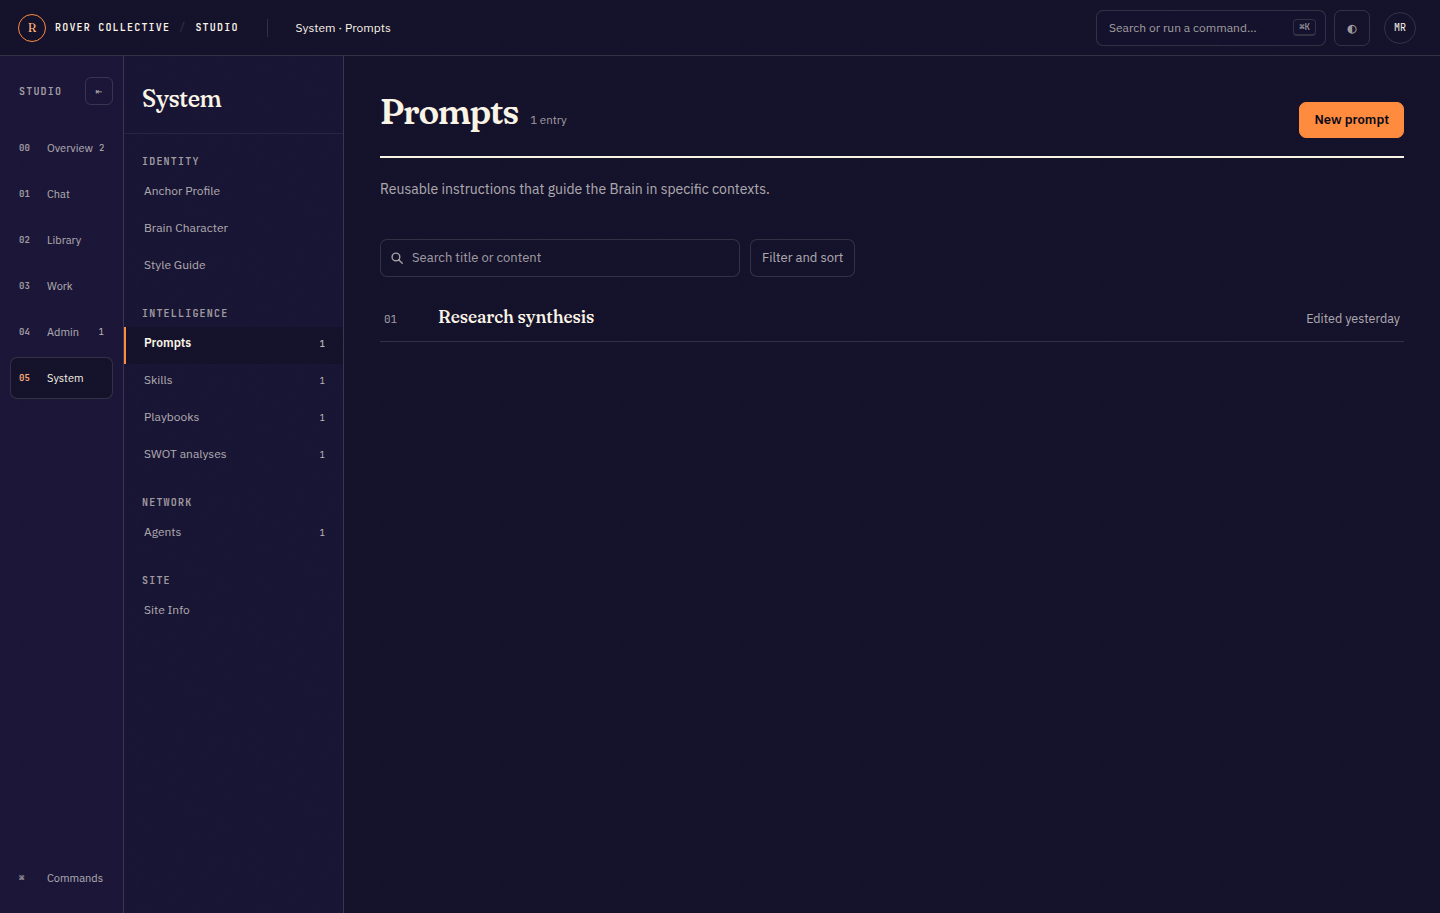 R ROVER COLLECTIVE / STUDIO System · Prompts Search or run a command... ⌘K ◐ MR
STUDIO ⇤
00 Overview 2
01 Chat
02 Library
03 Work
04 Admin 1
05 System
⌘ Commands
System
IDENTITY
Anchor Profile
Brain Character
Style Guide
INTELLIGENCE
Prompts 1
Skills 1
Playbooks 1
SWOT analyses 1
NETWORK
Agents 1
SITE
Site Info
Prompts 1 entry New prompt
Reusable instructions that guide the Brain in specific contexts.
Search title or content Filter and sort
01 Research synthesis Edited yesterday